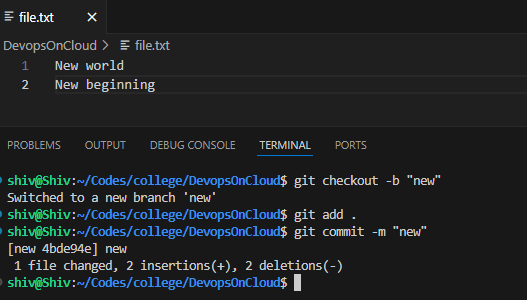 file.txt
DevopsOnCloud > file.txt
1 New world
2 New beginning
PROBLEMS OUTPUT DEBUG CONSOLE TERMINAL PORTS
shiv@Shiv:~/Codes/college/DevopsOnCloud$ git checkout -b "new"
Switched to a new branch 'new'
shiv@Shiv:~/Codes/college/DevopsOnCloud$ git add .
shiv@Shiv:~/Codes/college/DevopsOnCloud$ git commit -m "new"
[new 4bde94e] new
 1 file changed, 2 insertions(+), 2 deletions(-)
shiv@Shiv:~/Codes/college/DevopsOnCloud$